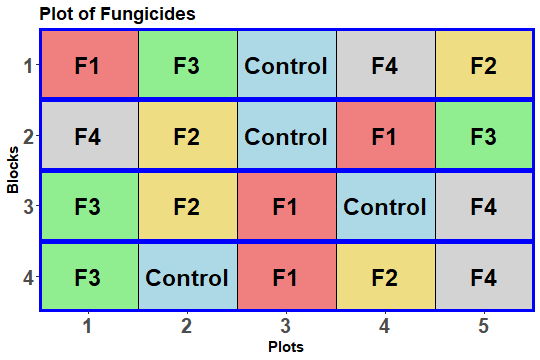 Plot of Fungicides
Blocks
1 F1 F3 Control F4 F2
2 F4 F2 Control F1 F3
3 F3 F2 F1 Control F4
4 F3 Control F1 F2 F4
1 2 3 4 5
Plots